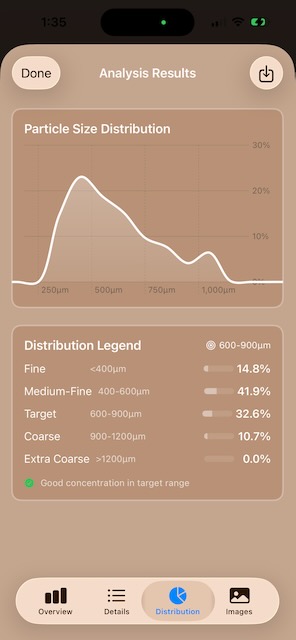 1:35
Done
Analysis Results
Particle Size Distribution
30%
20%
10%
0%
250μm 500μm 750μm 1,000μm
Distribution Legend 600-900μm
Fine <400μm 14.8%
Medium-Fine 400-600μm 41.9%
Target 600-900μm 32.6%
Coarse 900-1200μm 10.7%
Extra Coarse >1200μm 0.0%
Good concentration in target range
Overview Details Distribution Images